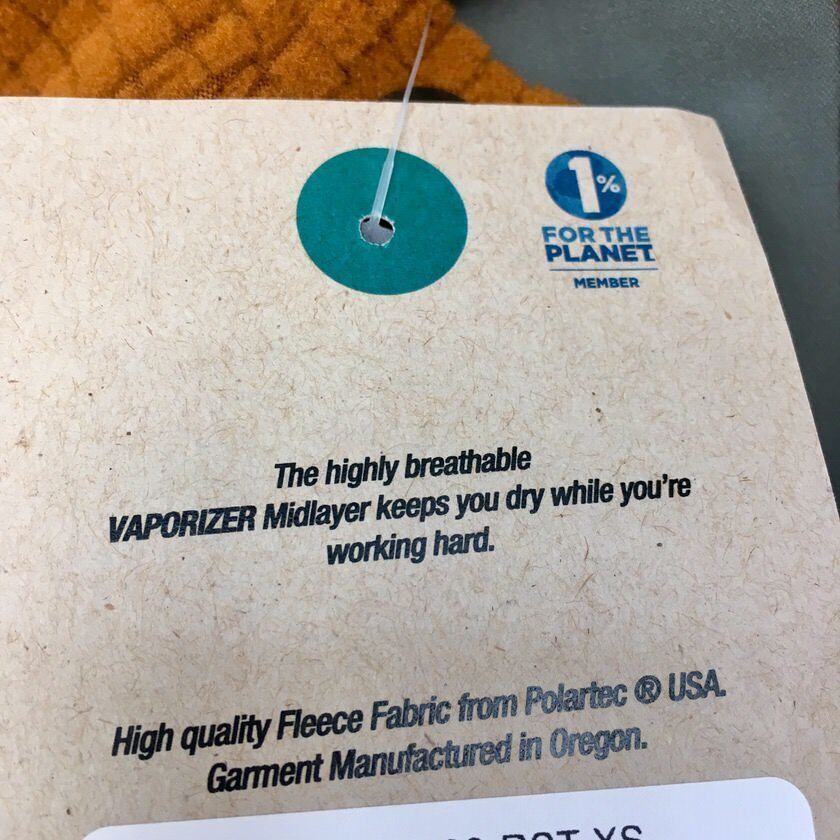 1%
FOR THE
PLANET
MEMBER
The highly breathable
VAPORIZER Midlayer keeps you dry while you're
working hard.
High quality Fleece Fabric from Polartec ® USA.
Garment Manufactured in Oregon.
XS